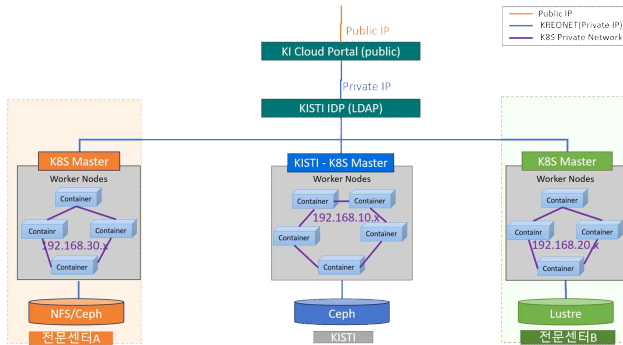 Public IP
KREONET(Private IP)
K8S Private Network
Public IP
KI Cloud Portal (public)
Private IP
KISTI IDP (LDAP)
K8S Master
KISTI - K8S Master
K8S Master
Worker Nodes
Worker Nodes
Worker Nodes
Container
Containr
Container
192.168.30.x
Container
Container
Container
192.168.10.x
Container
Container
Container
Container
Containr
Container
192.168.20.x
Container
NFS/Ceph
Ceph
Lustre
전문센터A
KISTI
전문센터B